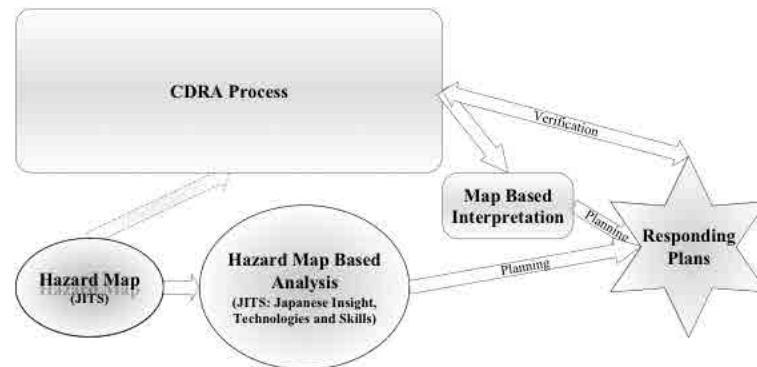 CDRA Process
Verification
Map Based
Interpretation
Planning
Responding
Plans
Hazard Map
(JITS)
Hazard Map Based
Analysis
(JITS: Japanese Insight,
Technologies and Skills)
Planning